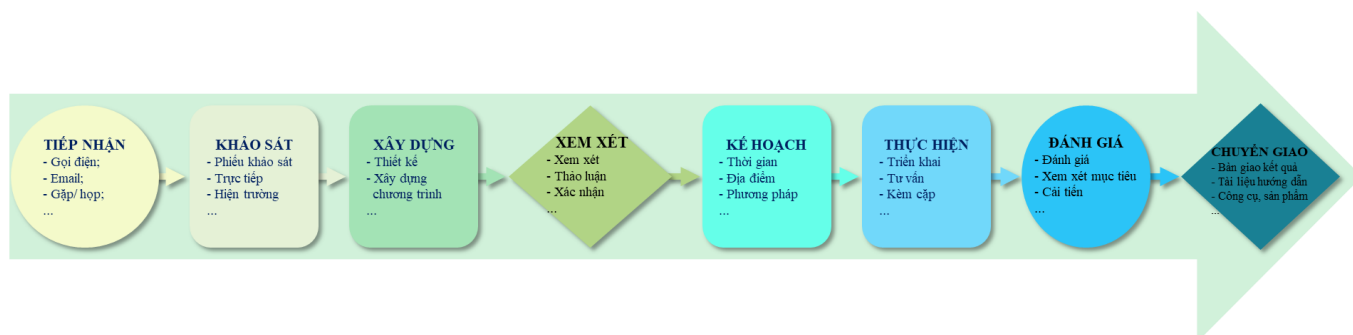 TIẾP NHẬN
- Gọi điện;
- Email;
- Gặp/ họp;
...
KHẢO SÁT
- Phiếu khảo sát
- Trực tiếp
- Hiện trường
...
XÂY DỰNG
- Thiết kế
- Xây dựng
chương trình
...
XEM XÉT
- Xem xét
- Thảo luận
- Xác nhận
...
KẾ HOẠCH
- Thời gian
- Địa điểm
- Phương pháp
...
THỰC HIỆN
- Triển khai
- Tư vấn
- Kèm cặp
...
ĐÁNH GIÁ
- Đánh giá
- Xem xét mục tiêu
- Cải tiến
...
CHUYỂN GIAO
- Bàn giao kết quả
- Tài liệu hướng dẫn
- Công cụ, sản phẩm
...